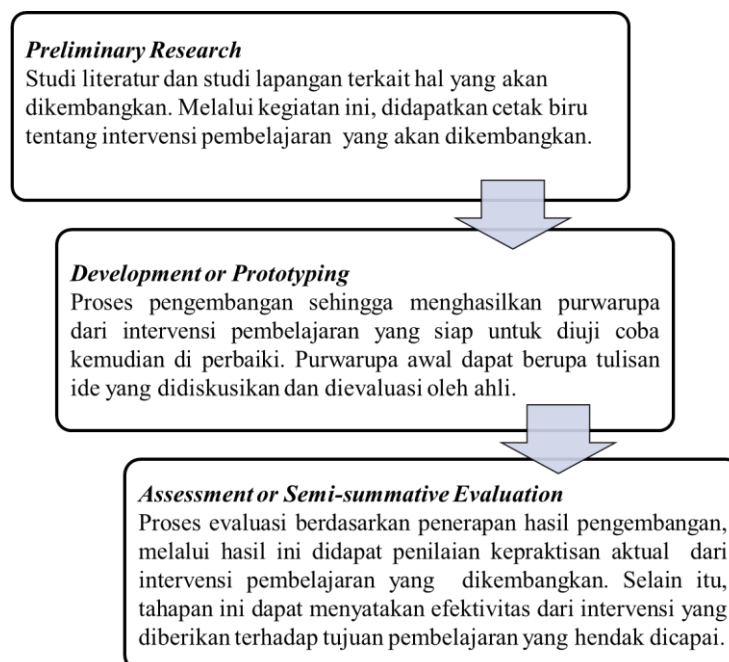 Preliminary Research
Studi literatur dan studi lapangan terkait hal yang akan
dikembangkan. Melalui kegiatan ini, didapatkan cetak biru
tentang intervensi pembelajaran yang akan dikembangkan.
Development or Prototyping
Proses pengembangan sehingga menghasilkan purwarupa
dari intervensi pembelajaran yang siap untuk diuji coba
kemudian di perbaiki. Purwarupa awal dapat berupa tulisan
ide yang didiskusikan dan dievaluasi oleh ahli.
Assessment or Semi-summative Evaluation
Proses evaluasi berdasarkan penerapan hasil pengembangan,
melalui hasil ini didapat penilaian kepraktisan aktual dari
intervensi pembelajaran yang dikembangkan. Selain itu,
tahapan ini dapat menyatakan efektivitas dari intervensi yang
diberikan terhadap tujuan pembelajaran yang hendak dicapai.